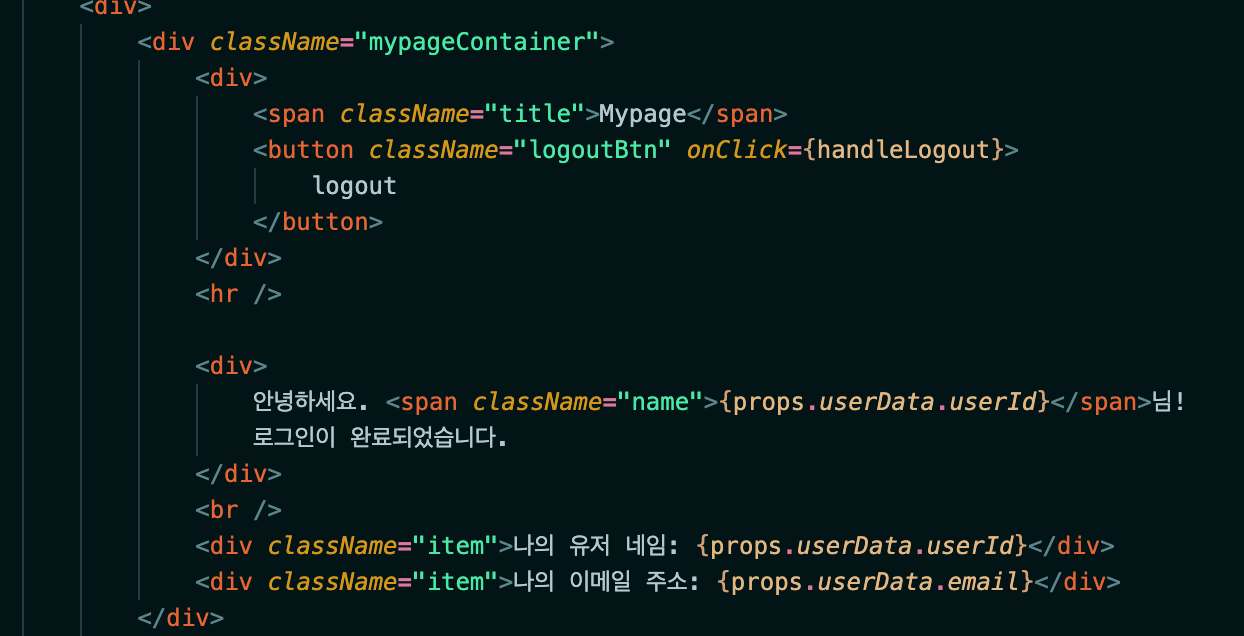 <div>
<div className="mypageContainer">
<div>
<span className="title">Mypage</span>
<button className="logoutBtn" onClick={handleLogout}>
logout
</button>
</div>
<hr />
<div>
안녕하세요. <span className="name">{props.userData.userId}</span>님!
로그인이 완료되었습니다.
</div>
<br />
<div className="item">나의 유저 네임: {props.userData.userId}</div>
<div className="item">나의 이메일 주소: {props.userData.email}</div>
</div>